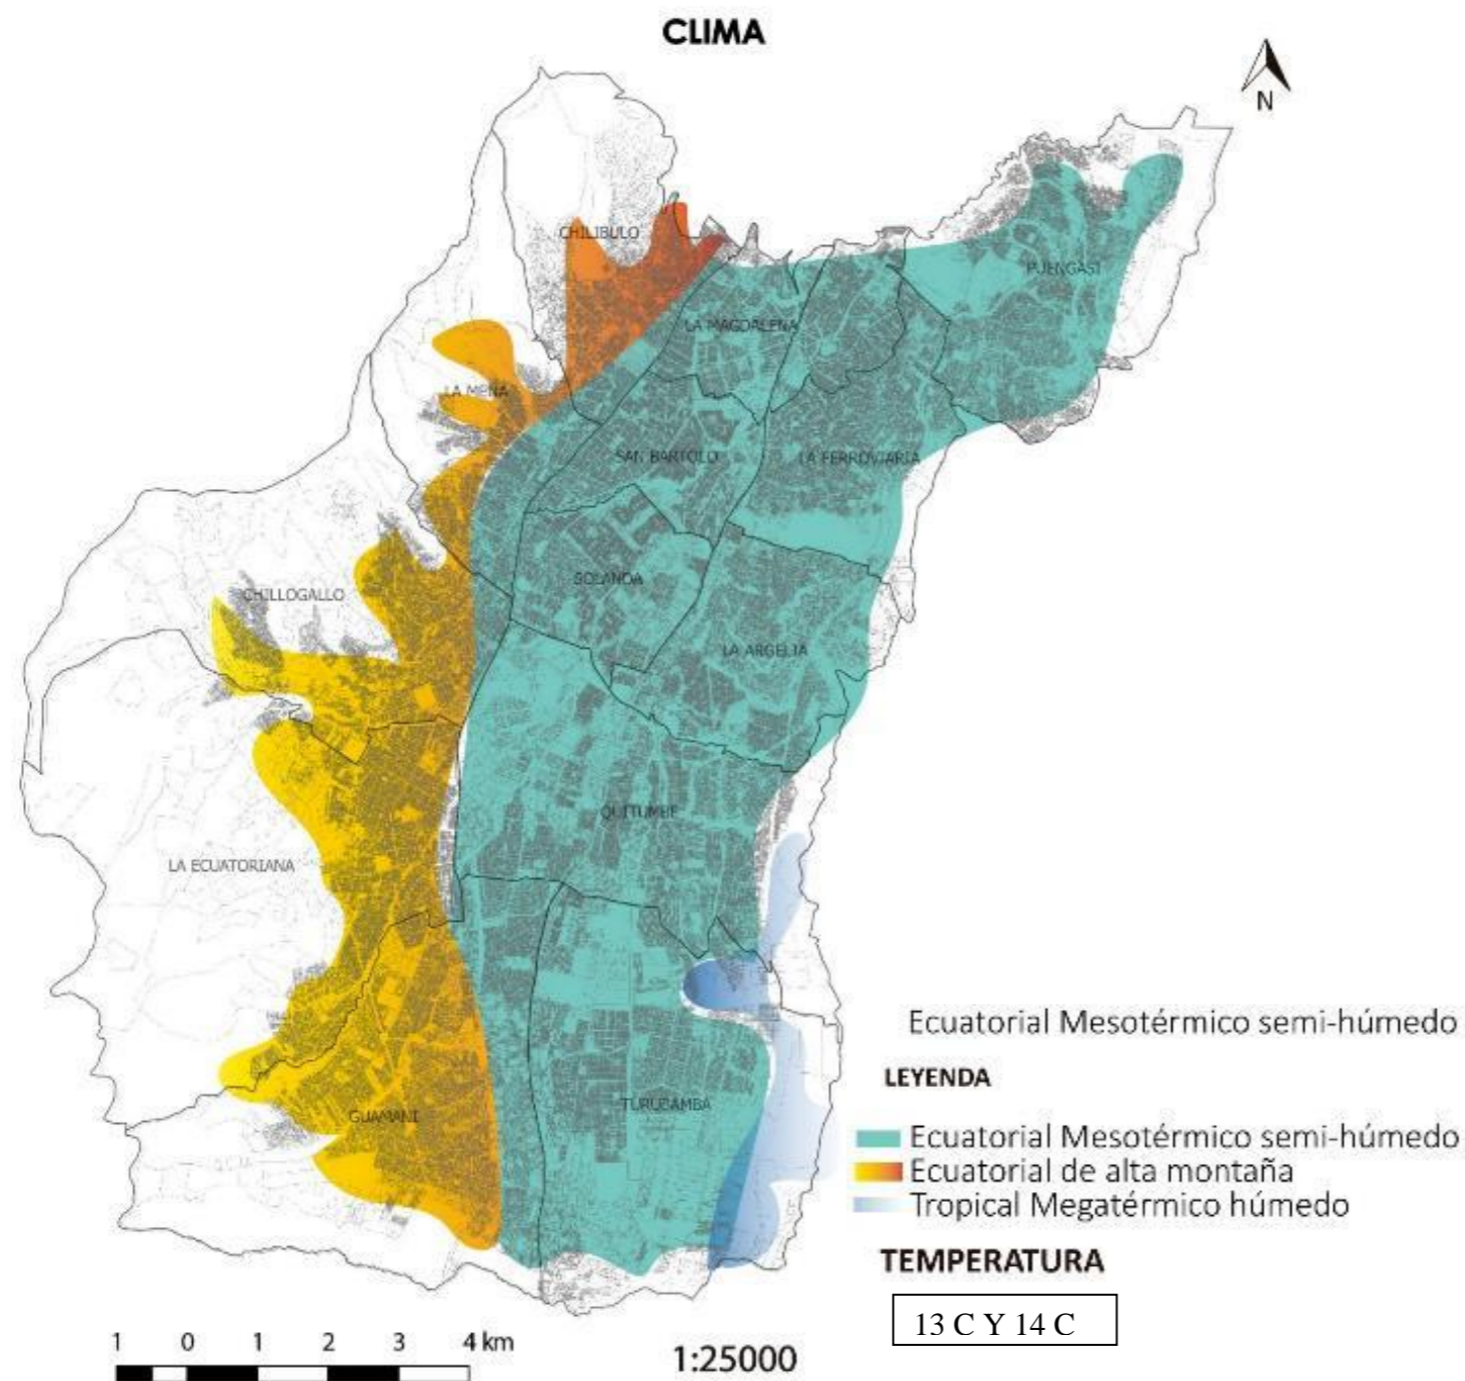 CLIMA
N
CHILIBULO
PUENGASI
LA MAGDALENA
LA MENA
SAN BARTOLO
LA FERROVIARIA
SOLANDA
CHILLOGALLO
LA ARGELIA
QUITUMBE
LA ECUATORIANA
Ecuatorial Mesotérmico semi-húmedo
LEYENDA
TURUBAMBA
GUAMANI
Ecuatorial Mesotérmico semi-húmedo
Ecuatorial de alta montaña
Tropical Megatérmico húmedo
TEMPERATURA
13 C Y 14 C
1 0 1 2 3 4 km
1:25000